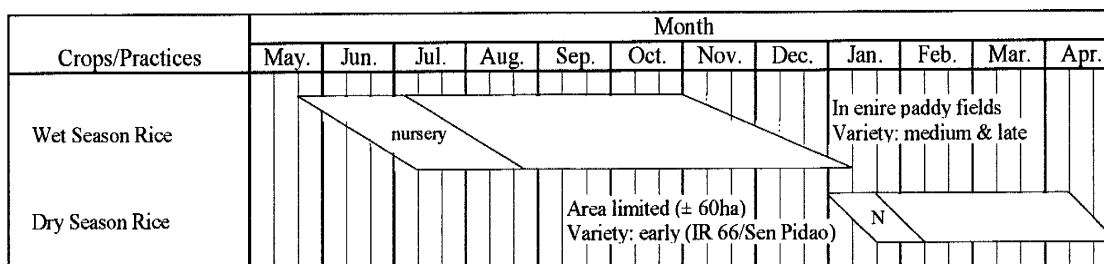 Month
Crops/Practices May. Jun. Jul. Aug. Sep. Oct. Nov. Dec. Jan. Feb. Mar. Apr.
Wet Season Rice
nursery
In enire paddy fields
Variety: medium & late
Dry Season Rice
Area limited (± 60ha)
Variety: early (IR 66/Sen Pidao)
N